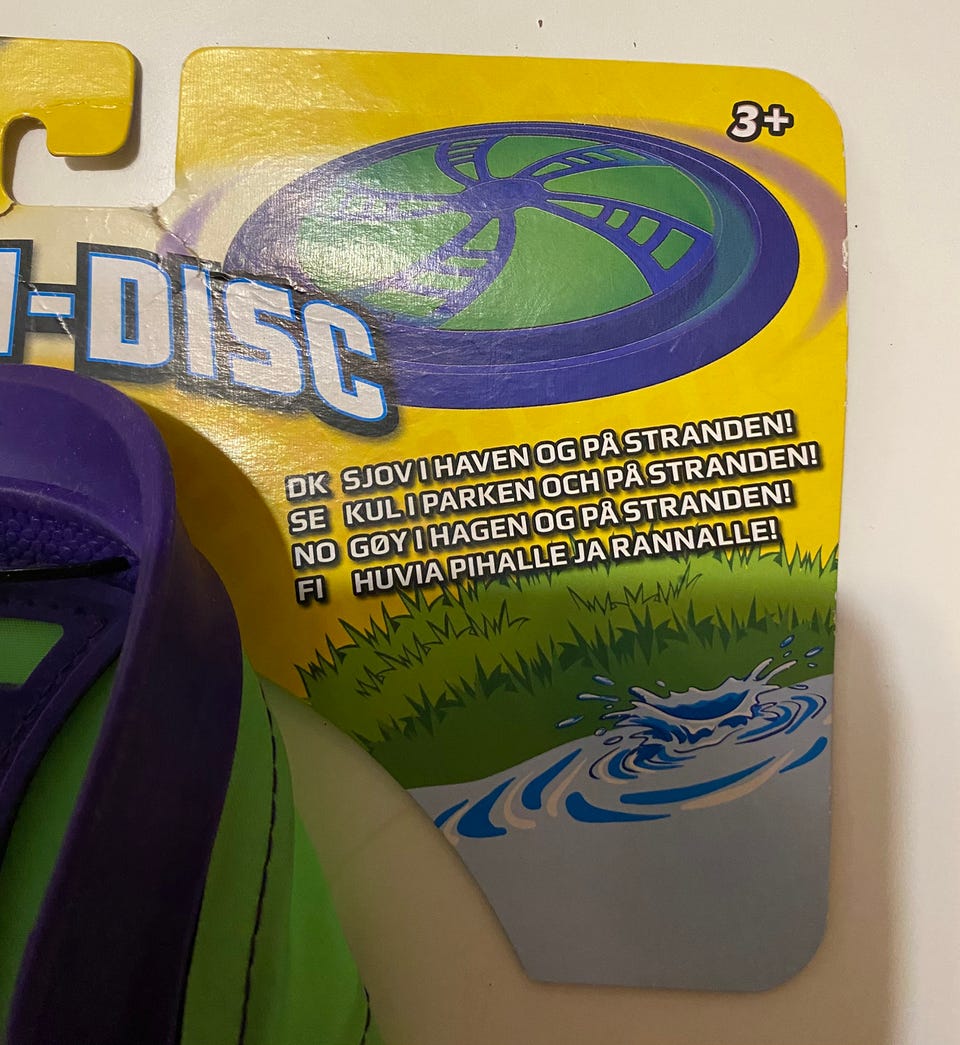 3+
-DISC
DK SJOV I HAVEN OG PÅ STRANDEN!
SE KUL I PARKEN OCH PÅ STRANDEN!
NO GØY I HAGEN OG PÅ STRANDEN!
FI HUVIA PIHALLE JA RANNALLE!